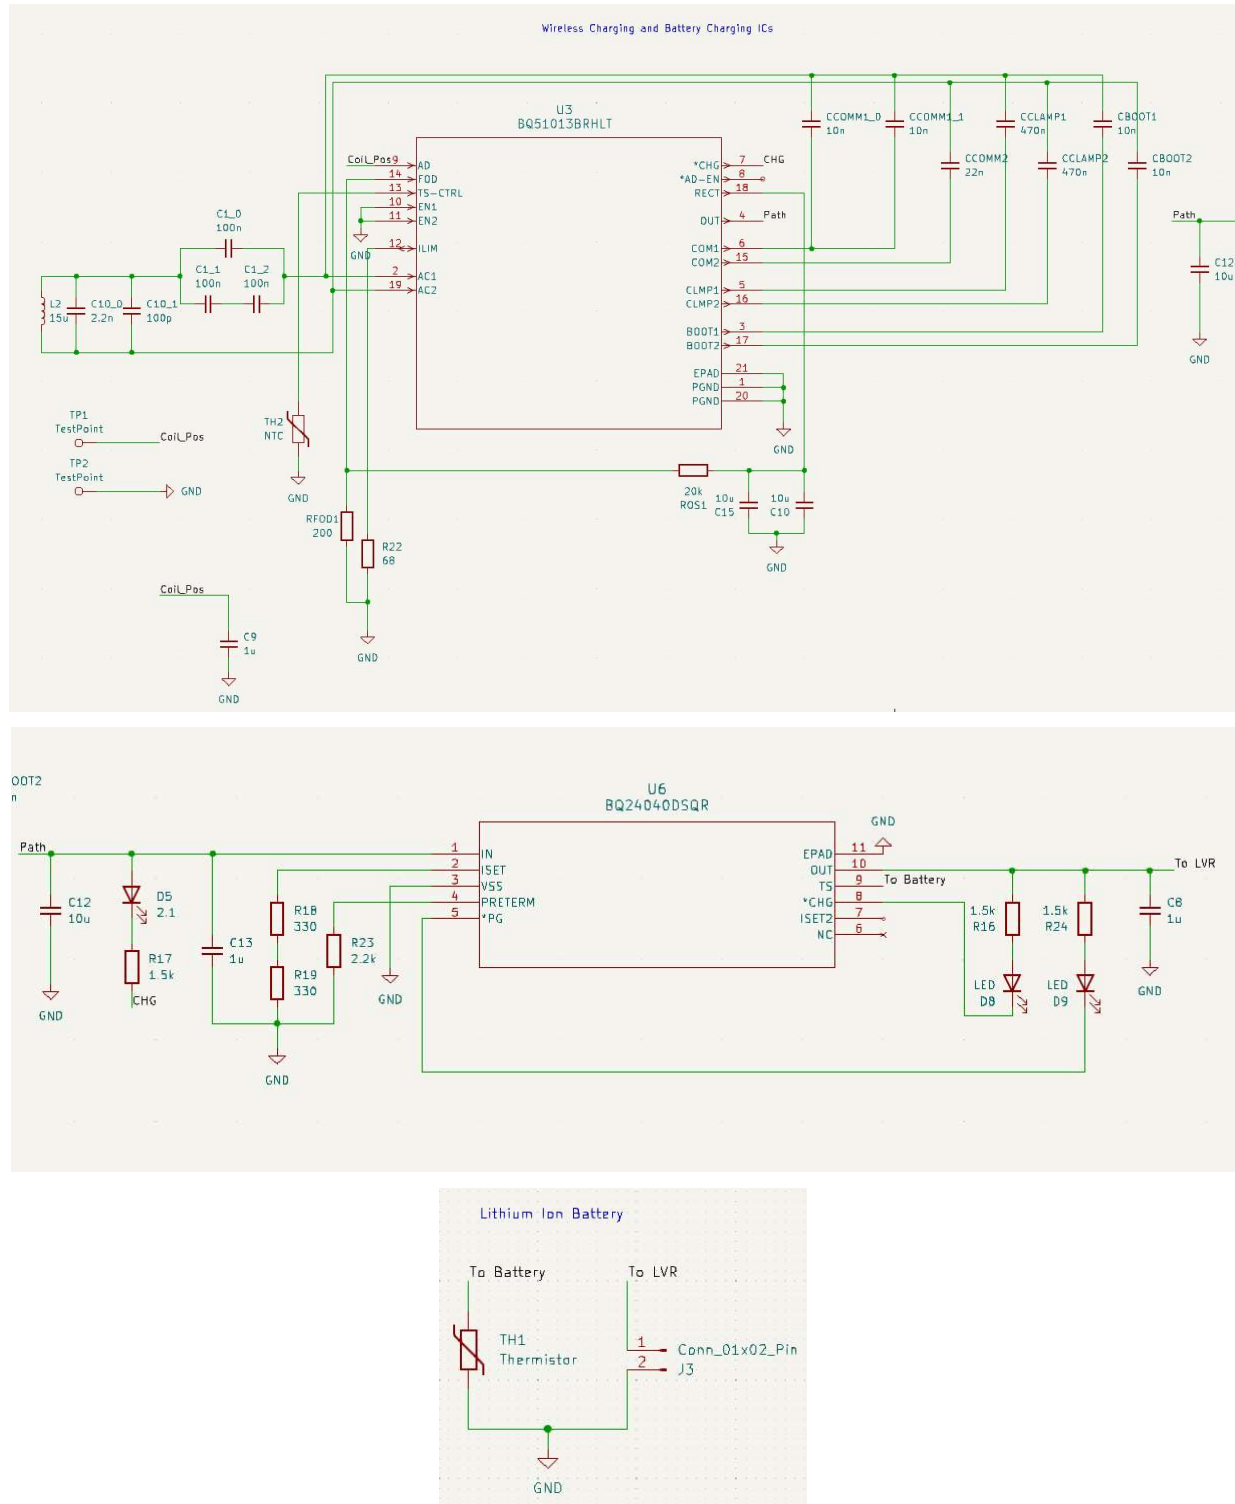 Wireless Charging and Battery Charging ICs
U3
BQ51013BRHLT
Coil_Pos 9 AD
14 FOD
13 TS-CTRL
10 EN1
11 EN2
GND
12 ILIM
2 AC1
19 AC2
*CHG 7 CHG
*AD-EN 8
RECT 18
OUT 4 Path
COM1 6
COM2 15
CLMP1 5
CLMP2 16
BOOT1 3
BOOT2 17
EPAD 21
PGND 1
PGND 20
GND
CCOMM1_0
10n
CCOMM1_1
10n
CCLAMP1
470n
CBOOT1
10n
CCOMM2
22n
CCLAMP2
470n
CBOOT2
10n
Path
C12
10u
GND
C1_0
100n
C1_1
100n
C1_2
100n
L2
15u
C10_0
2.2n
C10_1
100p
TP1
TestPoint
Coil_Pos
TP2
TestPoint
GND
TH2
NTC
GND
RFOD1
200
R22
68
GND
20k
ROS1
10u
C15
10u
C10
GND
Coil_Pos
C9
1u
GND
OOT2
n
U6
BQ24040DSQR
Path
C12
10u
GND
D5
2.1
R17
1.5k
CHG
C13
1u
R18
330
R19
330
R23
2.2k
GND
GND
1 IN
2 ISET
3 VSS
4 PRETERM
5 *PG
GND
EPAD 11
OUT 10
TS 9 To Battery
*CHG 8
ISET2 7
NC 6
To LVR
1.5k
R16
1.5k
R24
LED
D8
LED
D9
C8
1u
GND
Lithium Ion Battery
To Battery
To LVR
TH1
Thermistor
1 Conn_01x02_Pin
2 J3
GND